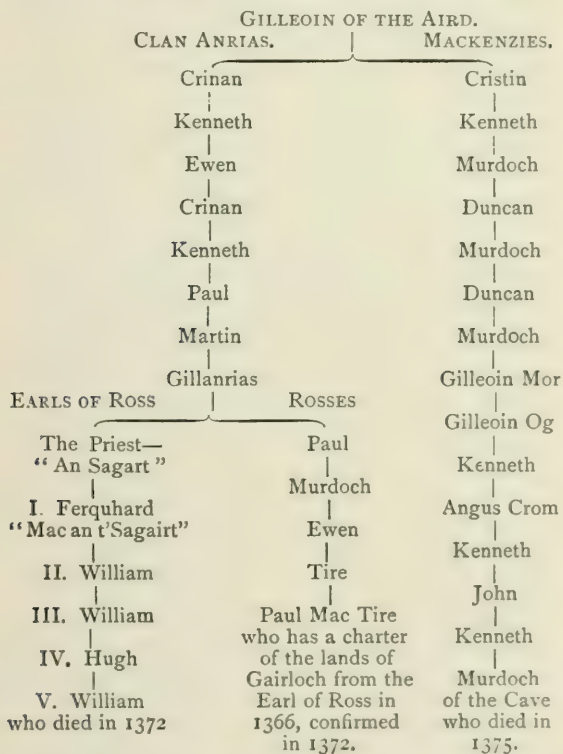 GILLEOIN OF THE AIRD.
CLAN ANRIAS. MACKENZIES.
Crinan Cristin
Kenneth Kenneth
Ewen Murdoch
Crinan Duncan
Kenneth Murdoch
Paul Duncan
Martin Murdoch
Gillanrias Gilleoin Mor
EARLS OF ROSS ROSSES
Gilleoin Og
The Priest— Paul
"An Sagart" Kenneth
Murdoch
I. Ferquhard Angus Crom
"Mac an t'Sagairt" Ewen
Kenneth
II. William Tire
John
III. William Paul Mac Tire
who has a charter Kenneth
IV. Hugh of the lands of
Gairloch from the Murdoch
V. William Earl of Ross in of the Cave
who died in 1372 1366, confirmed who died in
in 1372. 1375.